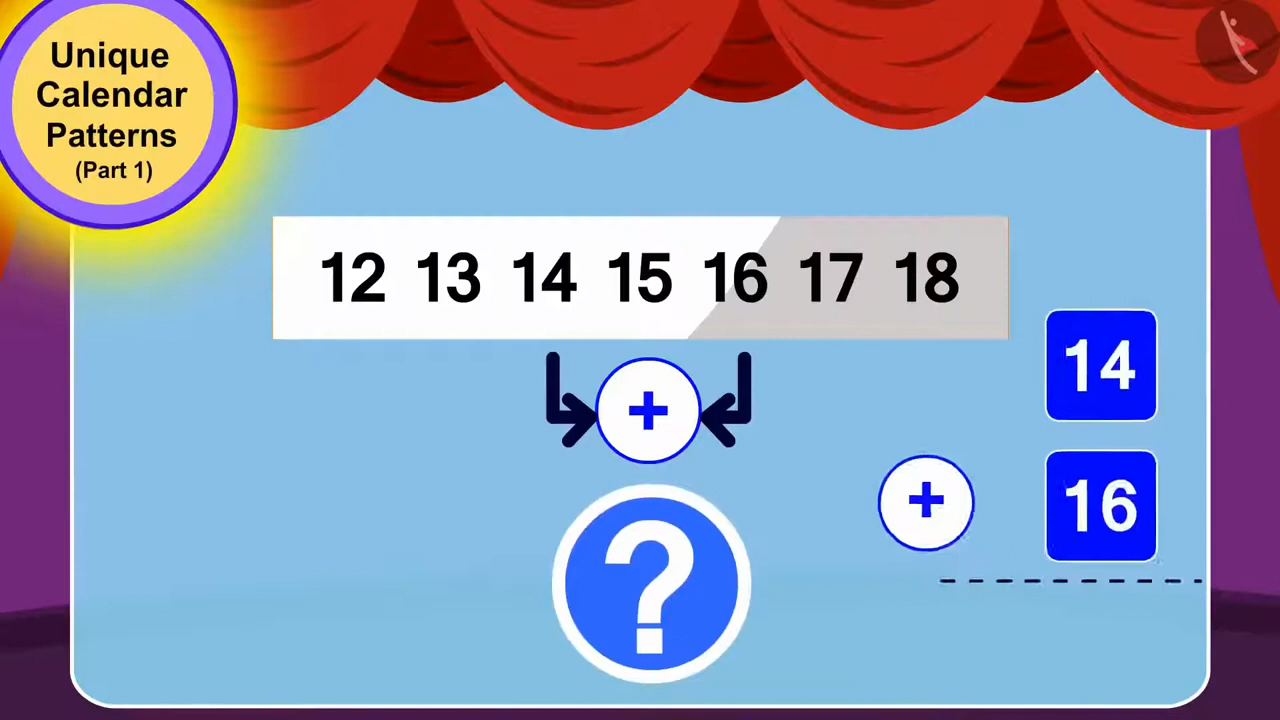 Unique
Calendar
Patterns
(Part 1)
12 13 14 15 16 17 18
+
?
14
+ 16